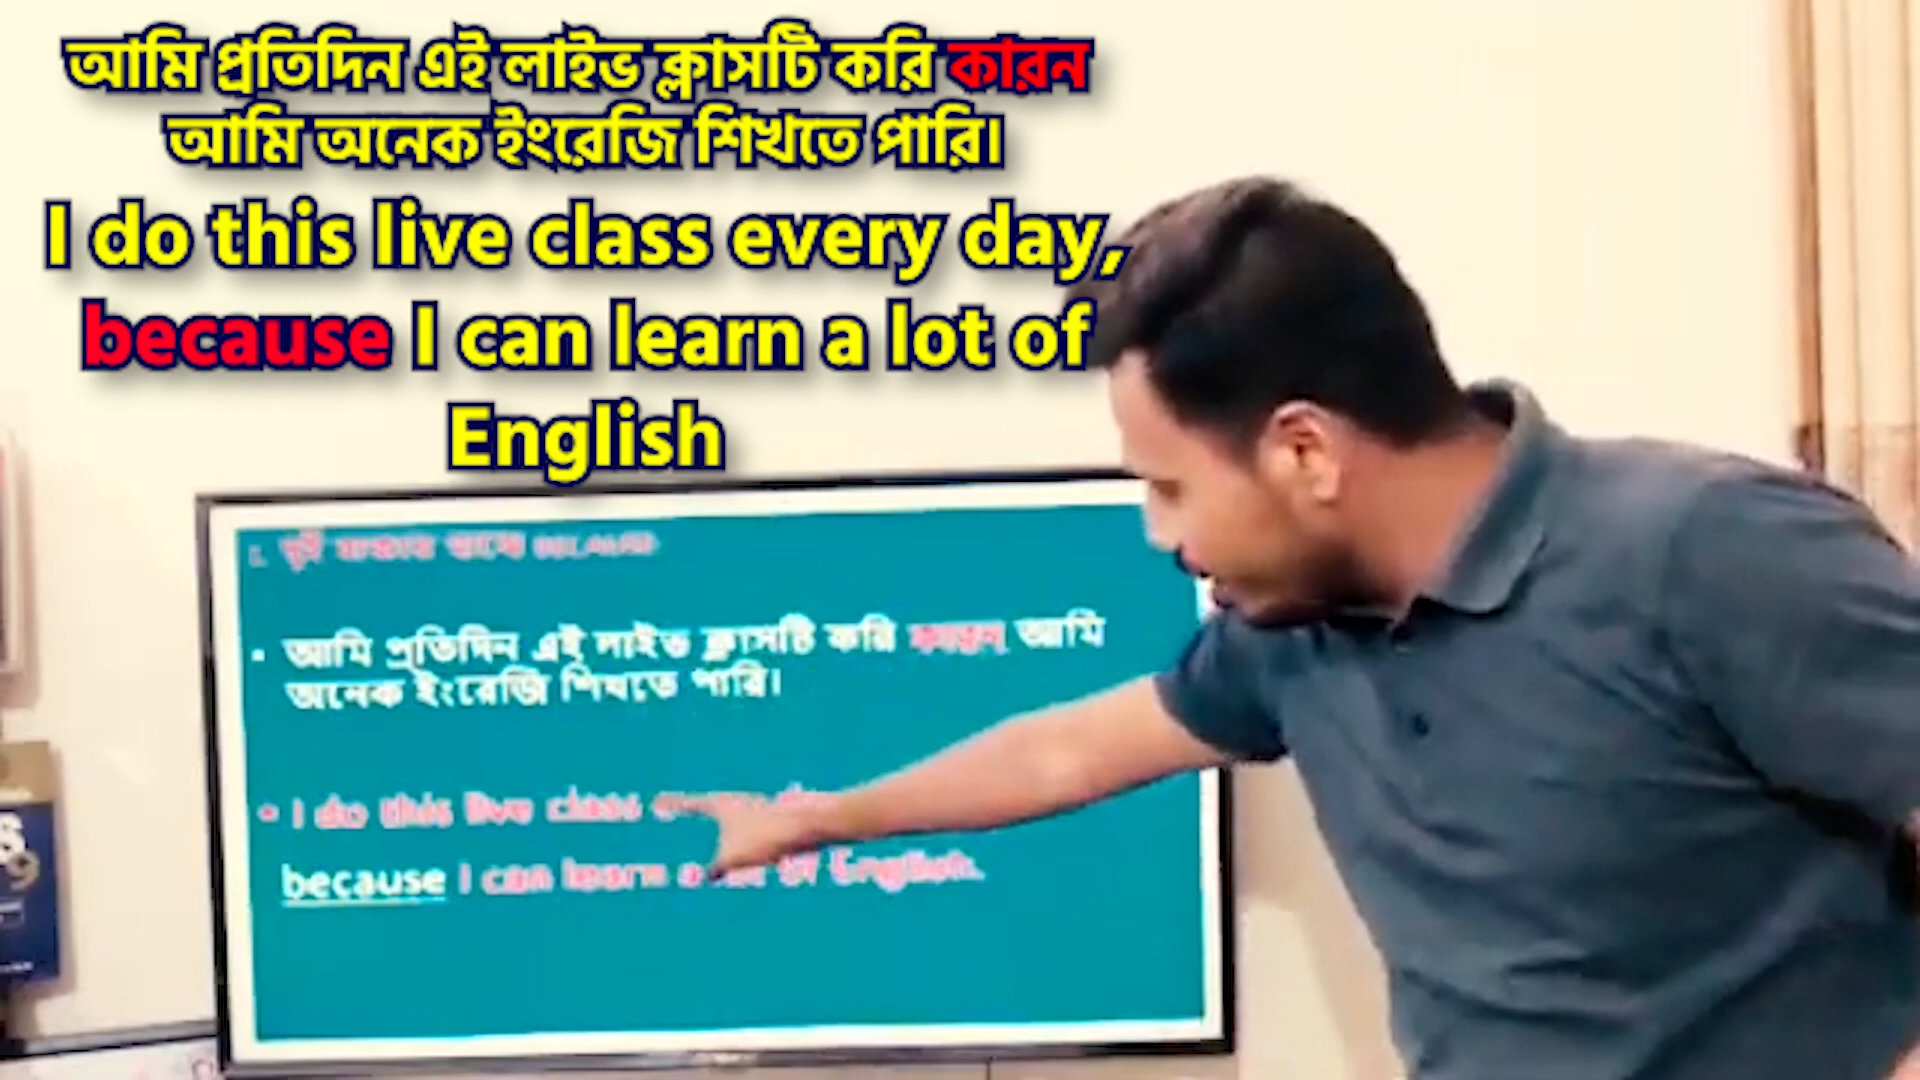 আমি প্রতিদিন এই লাইভ ক্লাসটি করি কারন
আমি অনেক ইংরেজি শিখতে পারি।
I do this live class every day,
because I can learn a lot of
English
আমি প্রতিদিন এই লাইভ ক্লাসটি করি কারন আমি
অনেক ইংরেজি শিখতে পারি।
• I do this live class
because I can learn a of English.